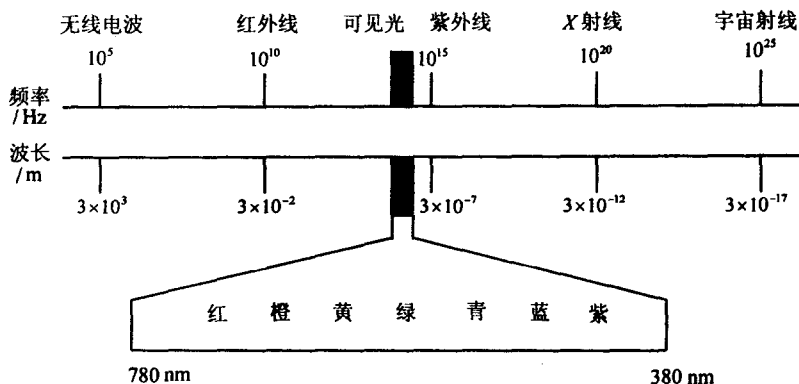 无线电波 红外线 可见光 紫外线 X射线 宇宙射线
10⁵ 10¹⁰ 10¹⁵ 10²⁰ 10²⁵
频率
/Hz
波长
/m
3×10³ 3×10⁻² 3×10⁻⁷ 3×10⁻¹² 3×10⁻¹⁷
红 橙 黄 绿 青 蓝 紫
780 nm 380 nm